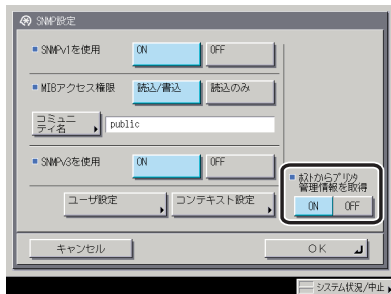 SNMP設定
SNMPv1を使用 ON OFF
MIBアクセス権限 読込/書込 読込のみ
コミュニ
ティ名 public
SNMPv3を使用 ON OFF
ホストからプリンタ
管理情報を取得
ON OFF
ユーザ設定 コンテキスト設定
キャンセル OK
システム状況/中止